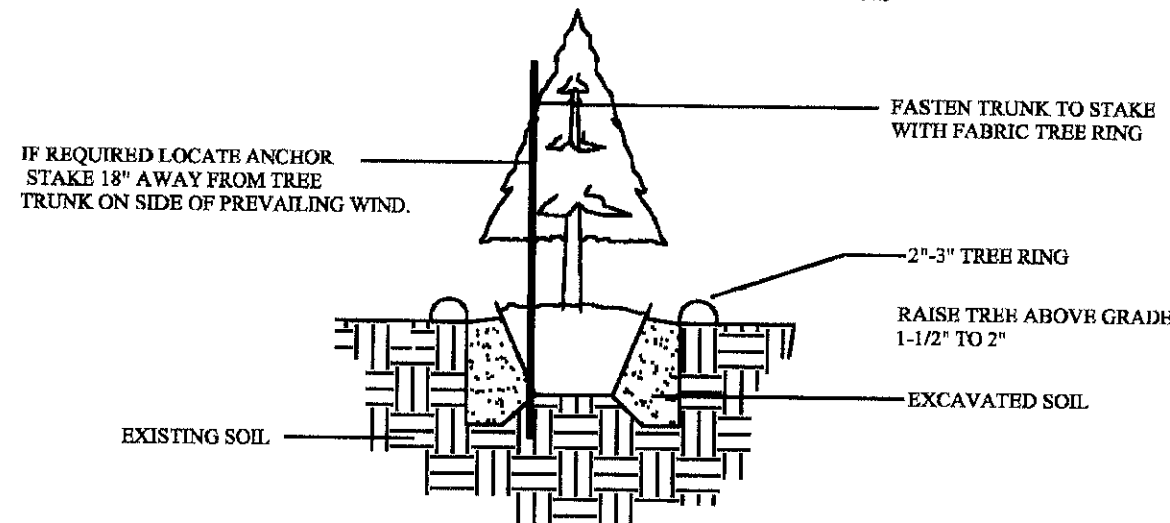 FASTEN TRUNK TO STAKE
WITH FABRIC TREE RING
IF REQUIRED LOCATE ANCHOR
STAKE 18" AWAY FROM TREE
TRUNK ON SIDE OF PREVAILING WIND.
2"-3" TREE RING
RAISE TREE ABOVE GRADE
1-1/2" TO 2"
EXCAVATED SOIL
EXISTING SOIL